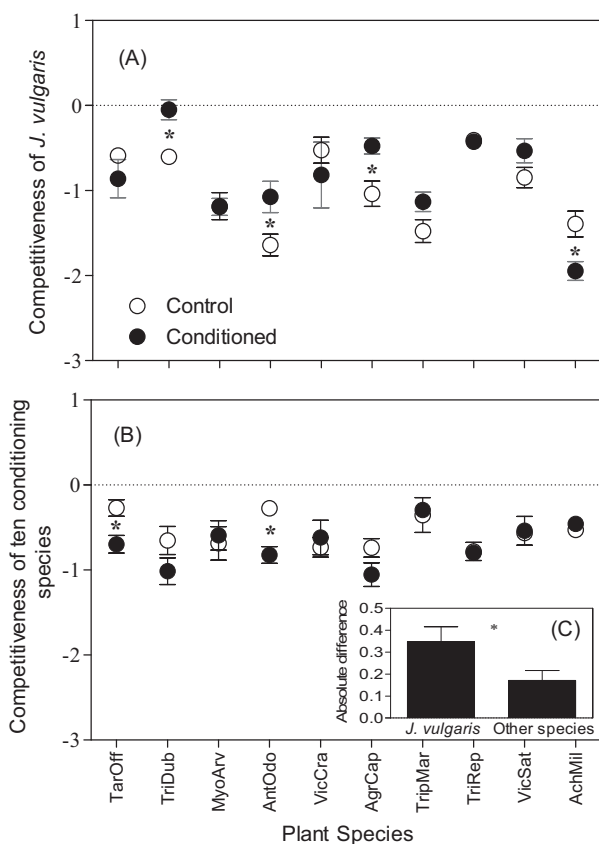 1
(A)
0
*
*
*
*
-1
-2
-3
Competitiveness of J. vulgaris
Control
Conditioned
1
(B)
0
*
*
-1
-2
-3
Competitiveness of ten conditioning
species
0.5
0.4
0.3
0.2
0.1
0.0
Absolute difference
*
(C)
J. vulgaris
Other species
TarOff
TriDub
MyoArv
AntOdo
VicCra
AgrCap
TripMar
TriRep
VicSat
AchMil
Plant Species